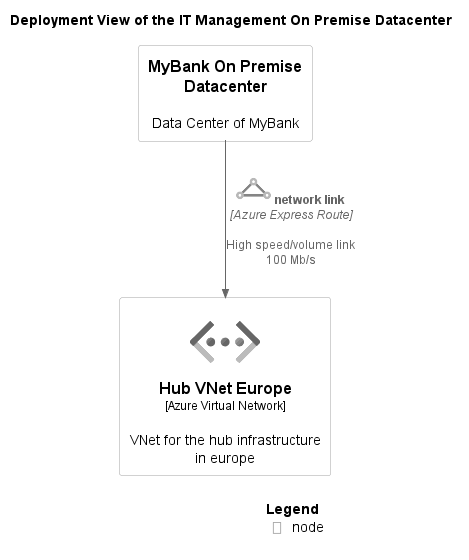 Deployment View of the IT Management On Premise Datacenter
MyBank On Premise
Datacenter
Data Center of MyBank
network link
[Azure Express Route]
High speed/volume link
100 Mb/s
Hub VNet Europe
[Azure Virtual Network]
VNet for the hub infrastructure
in europe
Legend
node